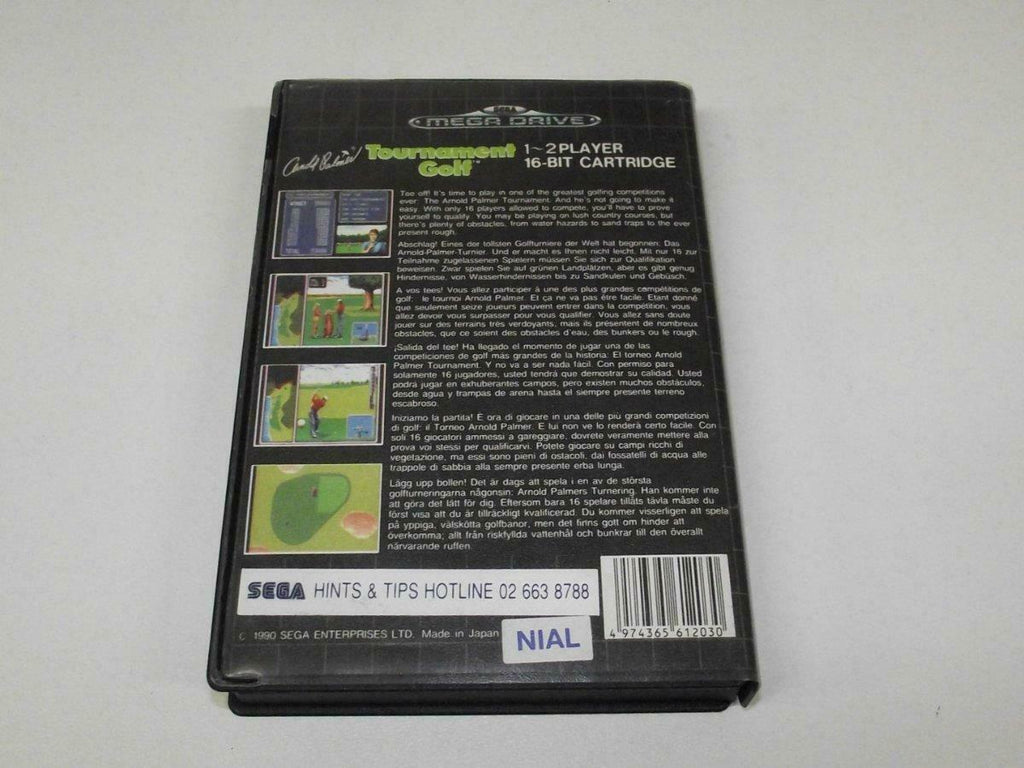 SEGA
MEGA DRIVE
Arnold Palmer Tournament 1~2 PLAYER
Golf™ 16-BIT CARTRIDGE
Tee off! It's time to play in one of the greatest golfing competitions
ever: The Arnold Palmer Tournament. And he's not going to make it
easy. With only 16 players allowed to compete, you'll have to prove
yourself to qualify. You may be playing on lush country courses, but
there's plenty of obstacles, from water hazards to sand traps to the ever
present rough.
Abschlag! Eines der tollsten Golfturniere der Welt hat begonnen: Das
Arnold-Palmer-Turnier. Und er macht es Ihnen nicht leicht. Mit nur 16 zur
Teilnahme zugelassenen Spielern müssen Sie sich zur Qualifikation
beweisen. Zwar spielen Sie auf grünen Landplätzen, aber es gibt genug
Hindernisse, von Wasserhindernissen bis zu Sandkulen und Gebüsch.
A vos tees! Vous allez participer à une des plus grandes compétitions de
golf: le tournoi Arnold Palmer. Et ça ne va pas être facile. Etant donné
que seulement seize joueurs peuvent entrer dans la compétition, vous
allez devoir vous surpasser pour vous qualifier. Vous allez sans doute
jouer sur des terrains très verdoyants, mais ils présentent de nombreux
obstacles, que ce soient des obstacles d'eau, des bunkers ou le rough.
¡Salida del tee! Ha llegado el momento de jugar una de las
competiciones de golf más grandes de la historia: El torneo Arnold
Palmer Tournament. Y no va a ser nada fácil. Con permiso para
solamente 16 jugadores, usted tendrá que demostrar su calidad. Usted
podrá jugar en exhuberantes campos, pero existen muchos obstáculos,
desde agua y trampas de arena hasta el siempre presente terreno
escabroso.
Iniziamo la partita! È ora di giocare in una delle più grandi competizioni
di golf: il Torneo Arnold Palmer. E lui non ve lo renderà certo facile. Con
soli 16 giocatori ammessi a gareggiare, dovrete veramente mettere alla
prova voi stessi per qualificarvi. Potete giocare su campi ricchi di
vegetazione, ma essi sono pieni di ostacoli, dai fossatelli di acqua alle
trappole di sabbia alla sempre presente erba lunga.
Lägg upp bollen! Det är dags att spela i en av de största
golfturneringarna någonsin: Arnold Palmers Turnering. Han kommer inte
att göra det lätt för dig. Eftersom bara 16 spelare tillåts tävla måste du
först visa att du är tillräckligt kvalificerad. Du kommer visserligen att spela
på yppiga, välskötta golfbanor, men det finns gott om hinder att
överkomma; allt från riskfyllda vattenhål och bunkrar till den överallt
närvarande ruffen.
SEGA HINTS & TIPS HOTLINE 02 663 8788
© 1990 SEGA ENTERPRISES LTD. Made in Japan
NIAL
4 974365 612030